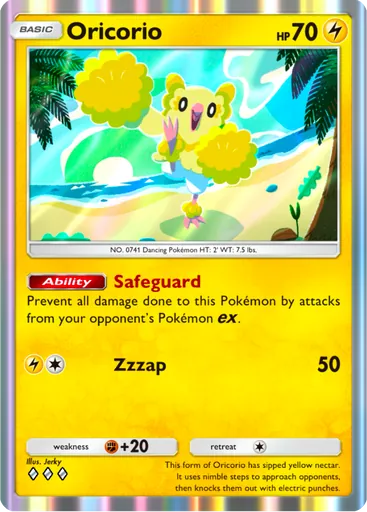 BASIC Oricorio HP 70
NO. 0741 Dancing Pokémon HT: 2' WT: 7.5 lbs.
Ability Safeguard
Prevent all damage done to this Pokémon by attacks
from your opponent's Pokémon ex.
Zzzap 50
weakness +20 retreat
Illus. Jerky
This form of Oricorio has sipped yellow nectar.
It uses nimble steps to approach opponents,
then knocks them out with electric punches.